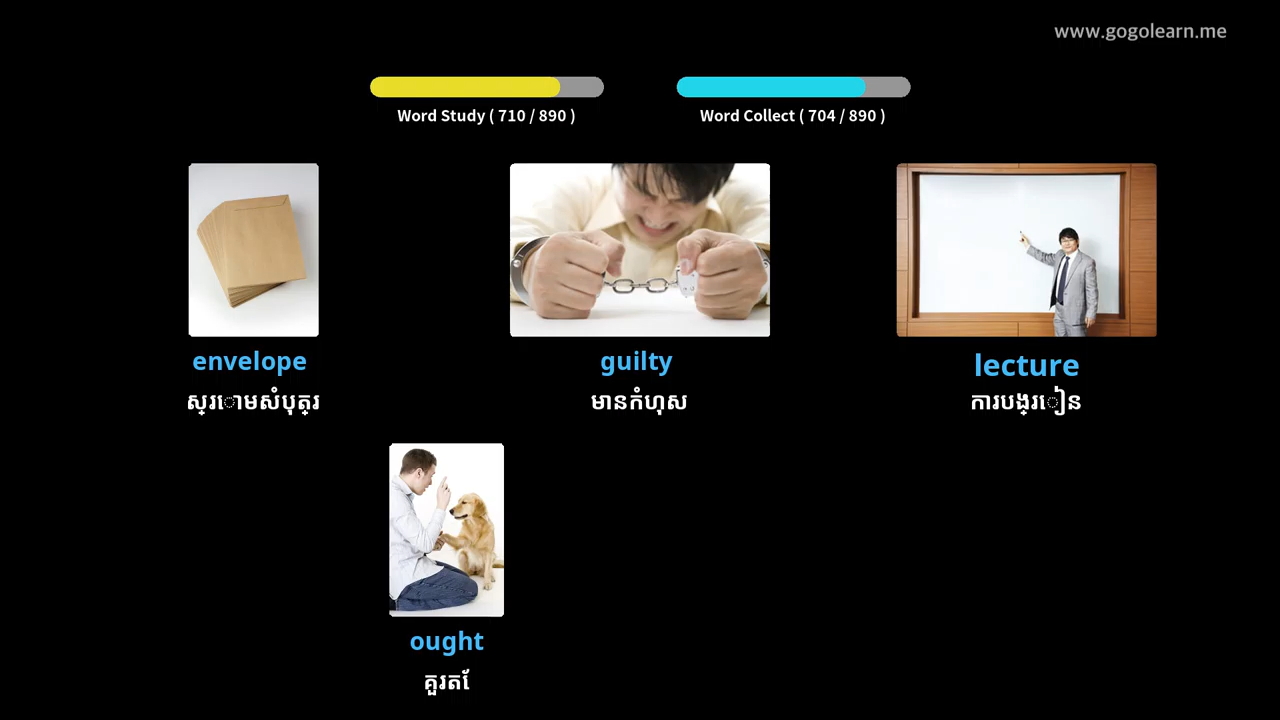 www.gogolearn.me
Word Study ( 710 / 890 )
Word Collect ( 704 / 890 )
envelope
ស្រោមសំបុត្រ
guilty
មានកំហុស
lecture
ការបង្រៀន
ought
គួរតែ